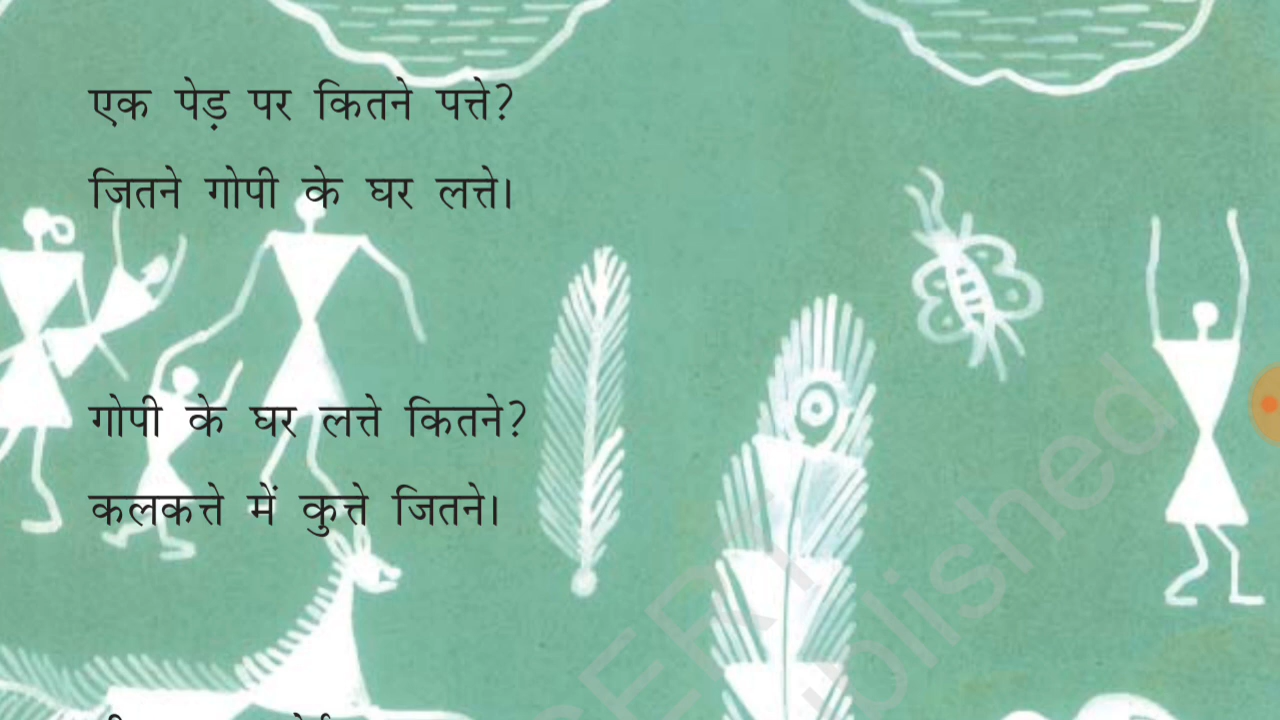 एक पेड़ पर कितने पत्ते?
जितने गोपी के घर लत्ते।
गोपी के घर लत्ते कितने?
कलकत्ते में कुत्ते जितने।